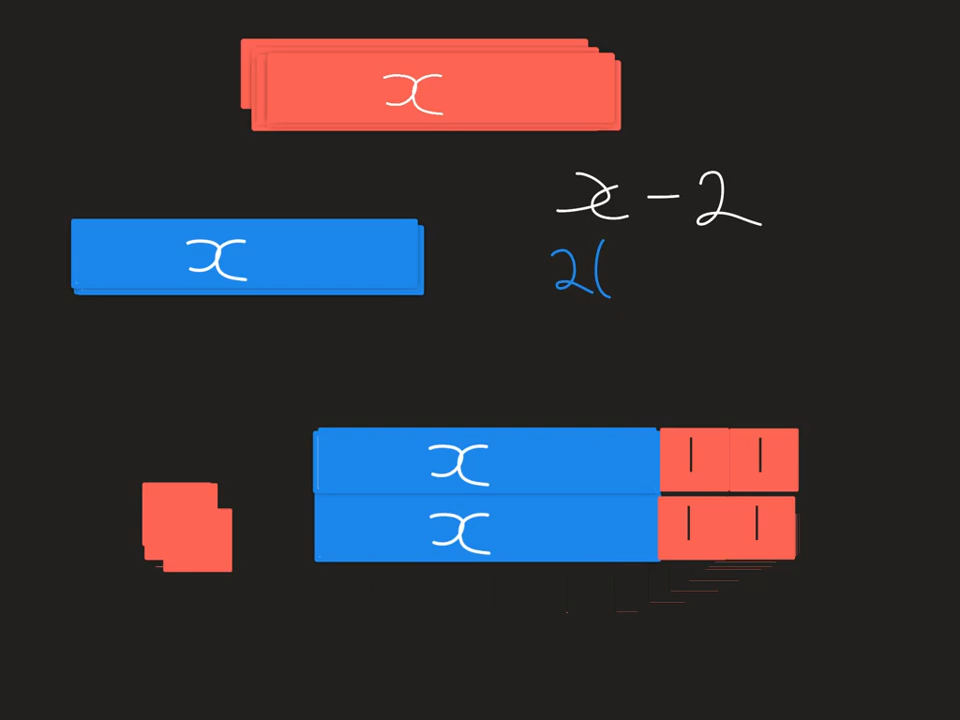 x
x - 2
x
2(
x | |
x | |